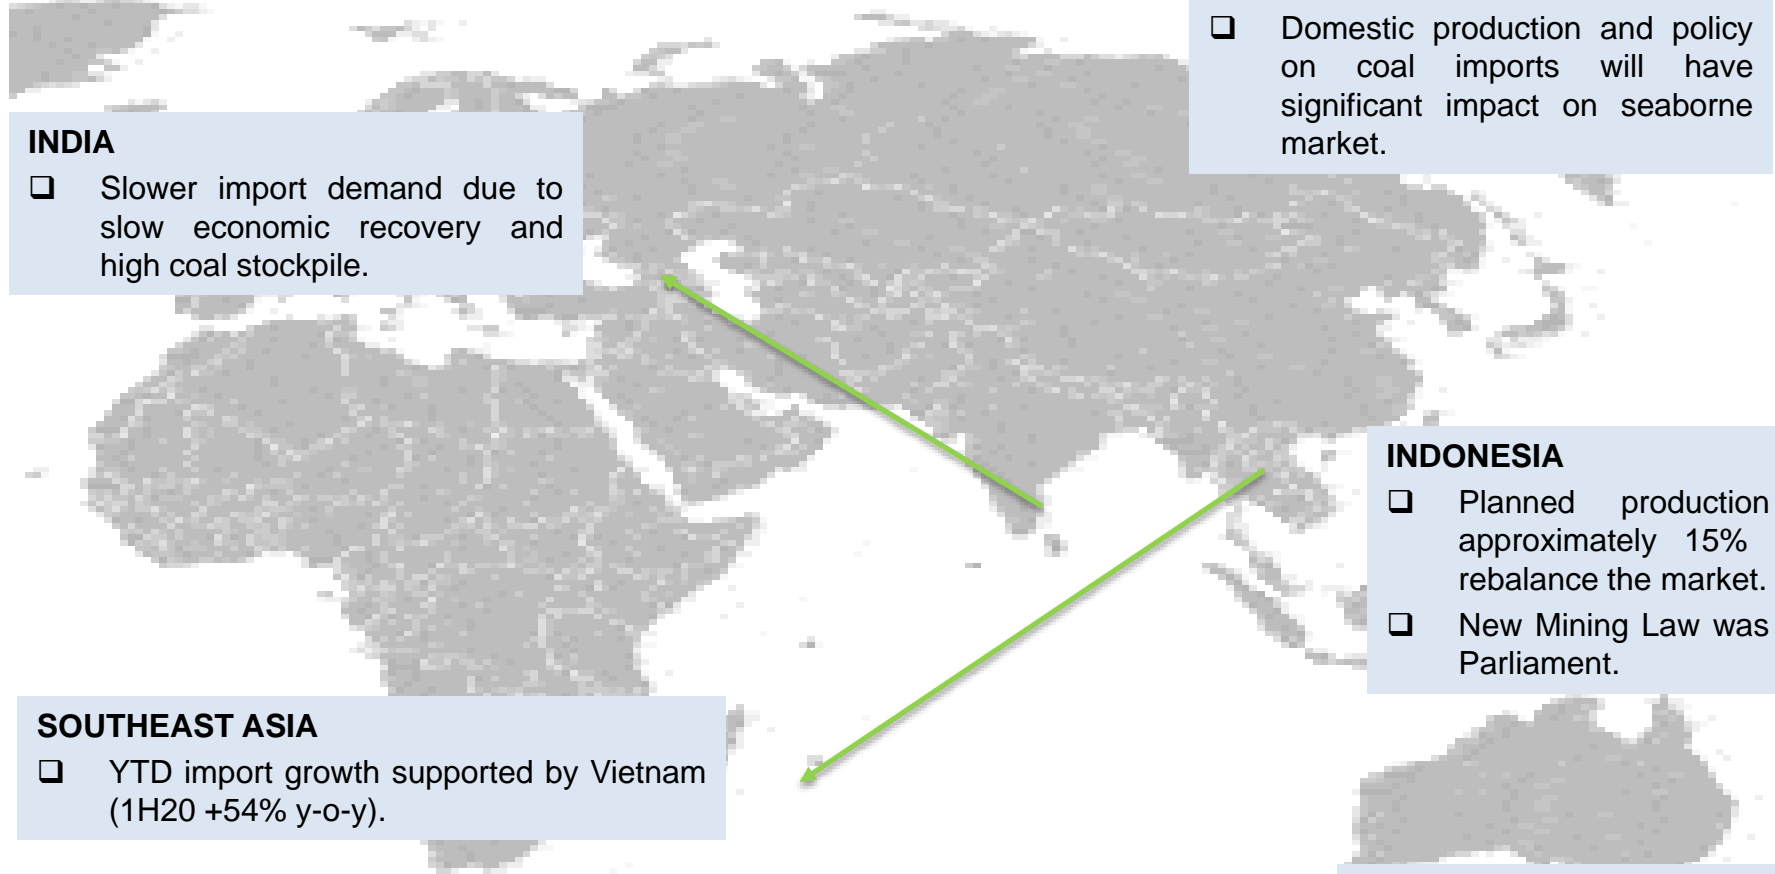 ❑ Domestic production and policy
on coal imports will have
significant impact on seaborne
market.
INDIA
❑ Slower import demand due to
slow economic recovery and
high coal stockpile.
INDONESIA
❑ Planned production
approximately 15%
rebalance the market.
❑ New Mining Law was
Parliament.
SOUTHEAST ASIA
❑ YTD import growth supported by Vietnam
(1H20 +54% y-o-y).